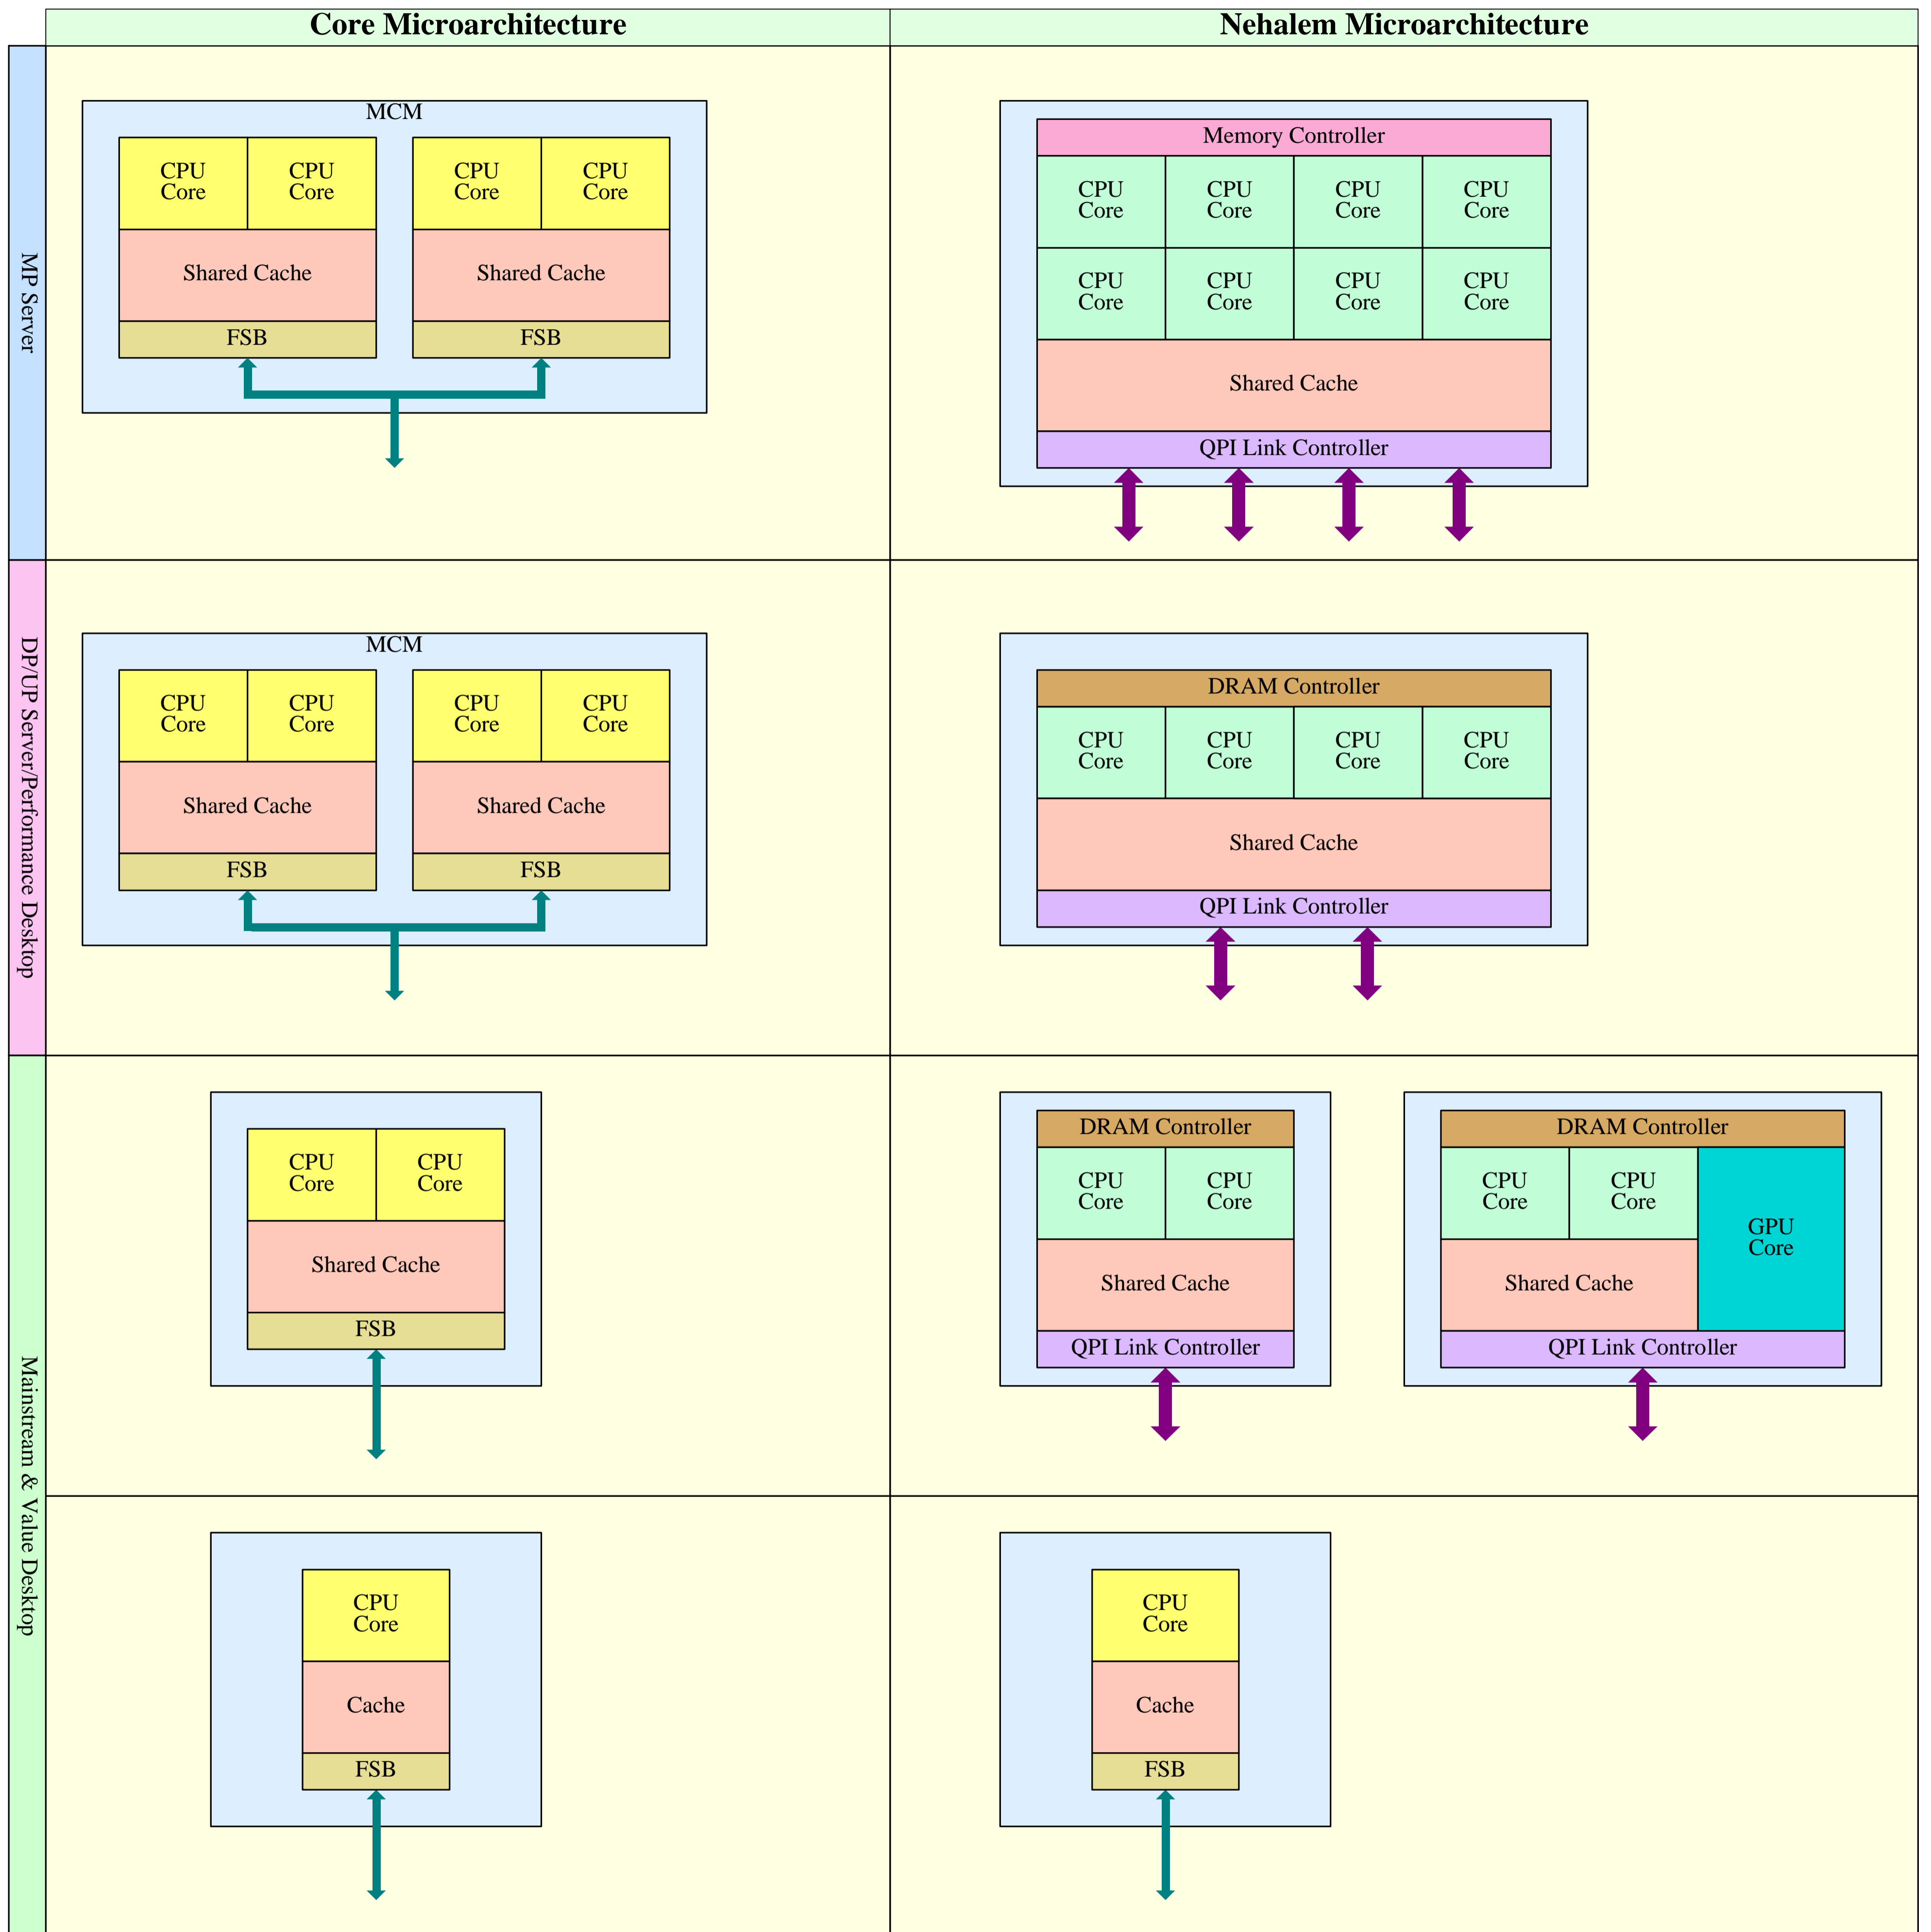 Core Microarchitecture
Nehalem Microarchitecture
MP Server
MCM
CPU
Core
CPU
Core
CPU
Core
CPU
Core
Shared Cache
Shared Cache
FSB
FSB
Memory Controller
CPU
Core
CPU
Core
CPU
Core
CPU
Core
CPU
Core
CPU
Core
CPU
Core
CPU
Core
Shared Cache
QPI Link Controller
DP/UP Server/Performance Desktop
MCM
CPU
Core
CPU
Core
CPU
Core
CPU
Core
Shared Cache
Shared Cache
FSB
FSB
DRAM Controller
CPU
Core
CPU
Core
CPU
Core
CPU
Core
Shared Cache
QPI Link Controller
Mainstream & Value Desktop
CPU
Core
CPU
Core
Shared Cache
FSB
DRAM Controller
CPU
Core
CPU
Core
Shared Cache
QPI Link Controller
DRAM Controller
CPU
Core
CPU
Core
GPU
Core
Shared Cache
QPI Link Controller
CPU
Core
Cache
FSB
CPU
Core
Cache
FSB